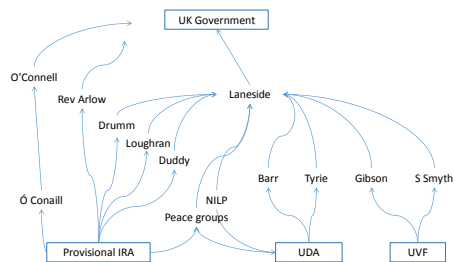 UK Government
O'Connell
Rev Arlow
Laneside
Drumm
Loughran
Duddy
Barr
Tyrie
Gibson
S Smyth
Ó Conaill
NILP
Peace groups
Provisional IRA
UDA
UVF